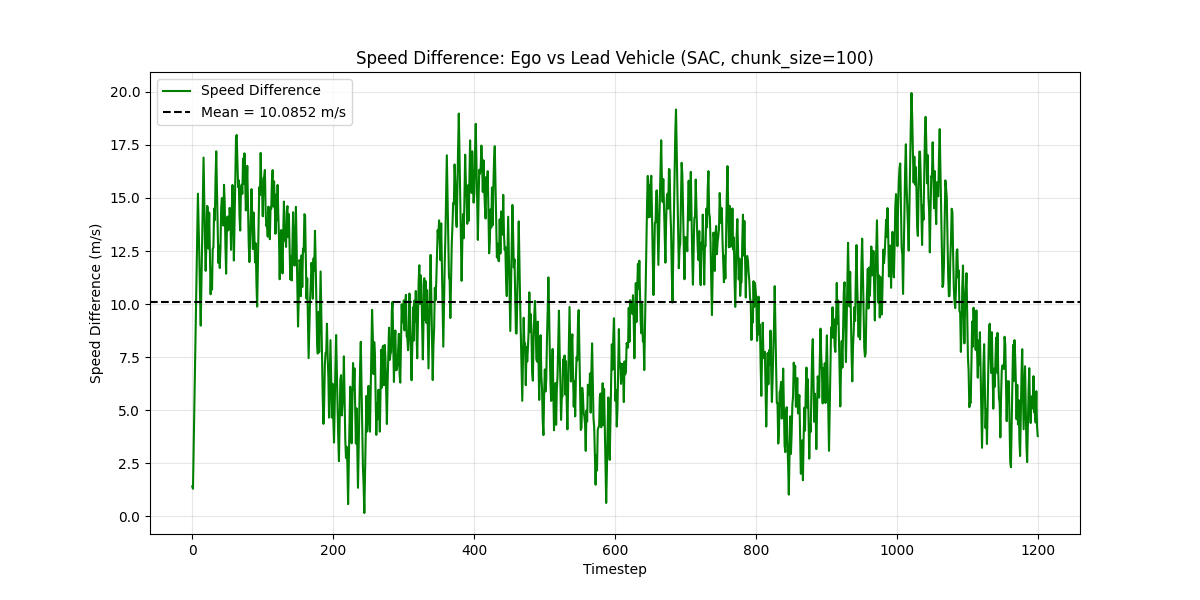 Speed Difference: Ego vs Lead Vehicle (SAC, chunk_size=100)
Speed Difference
Mean = 10.0852 m/s
Speed Difference (m/s)
20.0
17.5
15.0
12.5
10.0
7.5
5.0
2.5
0.0
0 200 400 600 800 1000 1200
Timestep